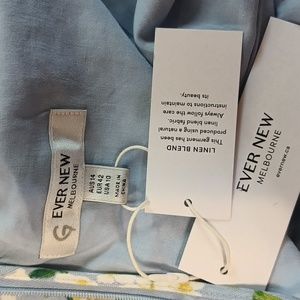 EVER NEW
MELBOURNE
AUS 14
EUR 42
USA 10
MADE IN
CHINA
LINEN BLEND
This garment has been
produced using a natural
linen blend fabric.
Always follow the care
instructions to maintain
its beauty.
EVER NEW
MELBOURNE
evernew.ca